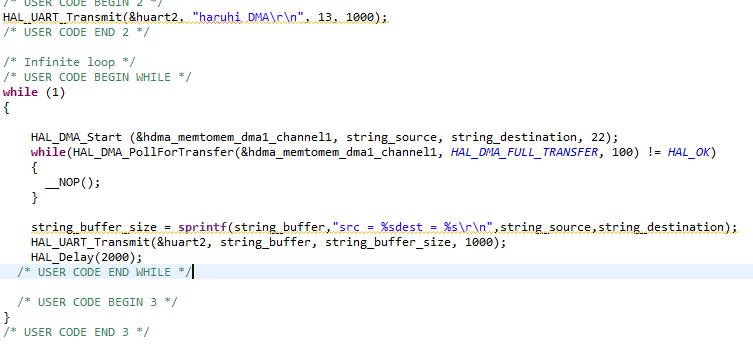 /* USER CODE BEGIN 2 */
HAL_UART_Transmit(&huart2, "haruhi DMA\r\n", 13, 1000);
/* USER CODE END 2 */
/* Infinite loop */
/* USER CODE BEGIN WHILE */
while (1)
{
HAL_DMA_Start (&hdma_memtomem_dma1_channel1, string_source, string_destination, 22);
while(HAL_DMA_PollForTransfer(&hdma_memtomem_dma1_channel1, HAL_DMA_FULL_TRANSFER, 100) != HAL_OK)
{
__NOP();
}
string_buffer_size = sprintf(string_buffer,"src = %sdest = %s\r\n",string_source,string_destination);
HAL_UART_Transmit(&huart2, string_buffer, string_buffer_size, 1000);
HAL_Delay(2000);
/* USER CODE END WHILE */
/* USER CODE BEGIN 3 */
}
/* USER CODE END 3 */